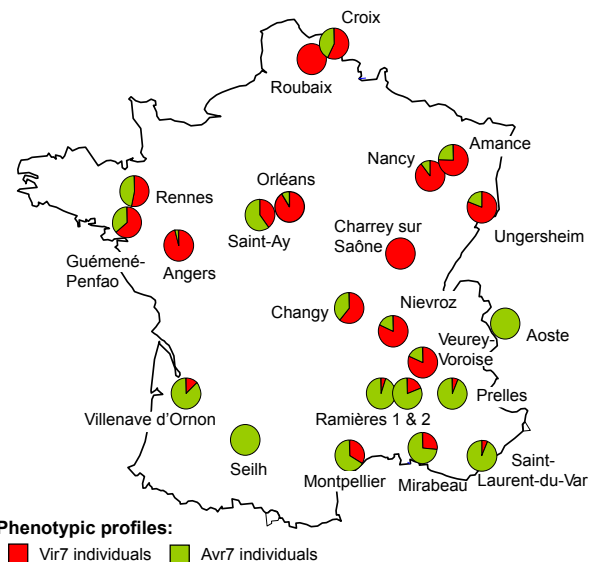 Croix
Roubaix
Amance
Nancy
Orléans
Rennes
Saint-Ay
Charrey sur
Saône
Ungersheim
Guémené-
Penfao
Angers
Changy
Nievroz
Aoste
Veurey-
Voroise
Villenave d'Ornon
Ramières 1 & 2
Prelles
Seilh
Montpellier
Mirabeau
Saint-
Laurent-du-Var
Phenotypic profiles:
Vir7 individuals
Avr7 individuals